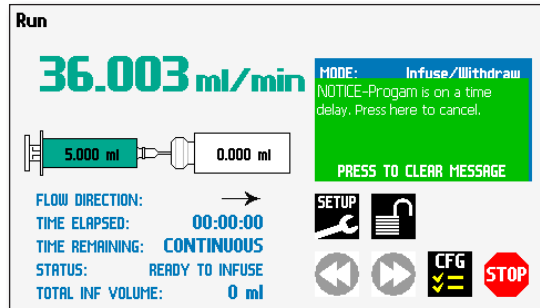 Run
36.003 ml/min
MODE: Infuse/Withdraw
NOTICE-Progam is on a time
delay. Press here to cancel.
PRESS TO CLEAR MESSAGE
5.000 ml
0.000 ml
FLOW DIRECTION:
TIME ELAPSED: 00:00:00
TIME REMAINING: CONTINUOUS
STATUS: READY TO INFUSE
TOTAL INF VOLUME: 0 ml
SETUP
CFG
STOP